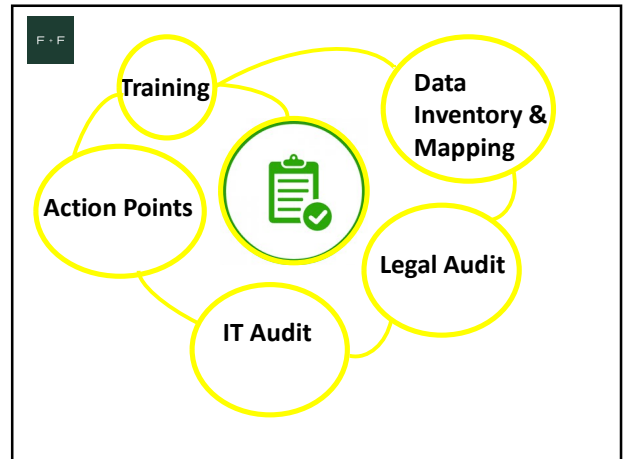 F + F
Training
Data
Inventory &
Mapping
Action Points
Legal Audit
IT Audit